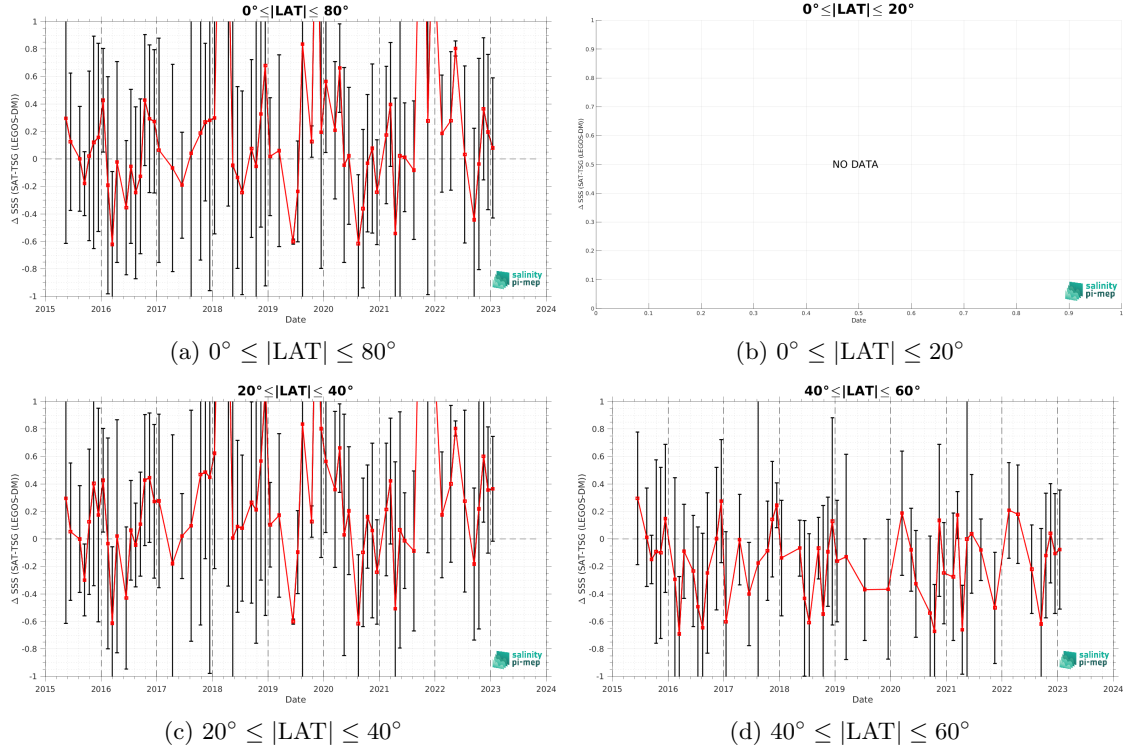 0°≤|LAT|≤ 80°
Δ SSS (SAT-TSG (LEGOS-DM))
1
0.8
0.6
0.4
0.2
0
-0.2
-0.4
-0.6
-0.8
-1
2015 2016 2017 2018 2019 2020 2021 2022 2023 2024
Date
salinity
pi-mep
(a) 0° ≤ |LAT| ≤ 80°
0°≤|LAT|≤ 20°
Δ SSS (SAT-TSG (LEGOS-DM))
1
0.9
0.8
0.7
0.6
0.5
0.4
0.3
0.2
0.1
0
NO DATA
0 0.1 0.2 0.3 0.4 0.5 0.6 0.7 0.8 0.9 1
Date
salinity
pi-mep
(b) 0° ≤ |LAT| ≤ 20°
20°≤|LAT|≤ 40°
Δ SSS (SAT-TSG (LEGOS-DM))
1
0.8
0.6
0.4
0.2
0
-0.2
-0.4
-0.6
-0.8
-1
2015 2016 2017 2018 2019 2020 2021 2022 2023 2024
Date
salinity
pi-mep
(c) 20° ≤ |LAT| ≤ 40°
40°≤|LAT|≤ 60°
Δ SSS (SAT-TSG (LEGOS-DM))
1
0.8
0.6
0.4
0.2
0
-0.2
-0.4
-0.6
-0.8
-1
2015 2016 2017 2018 2019 2020 2021 2022 2023 2024
Date
salinity
pi-mep
(d) 40° ≤ |LAT| ≤ 60°